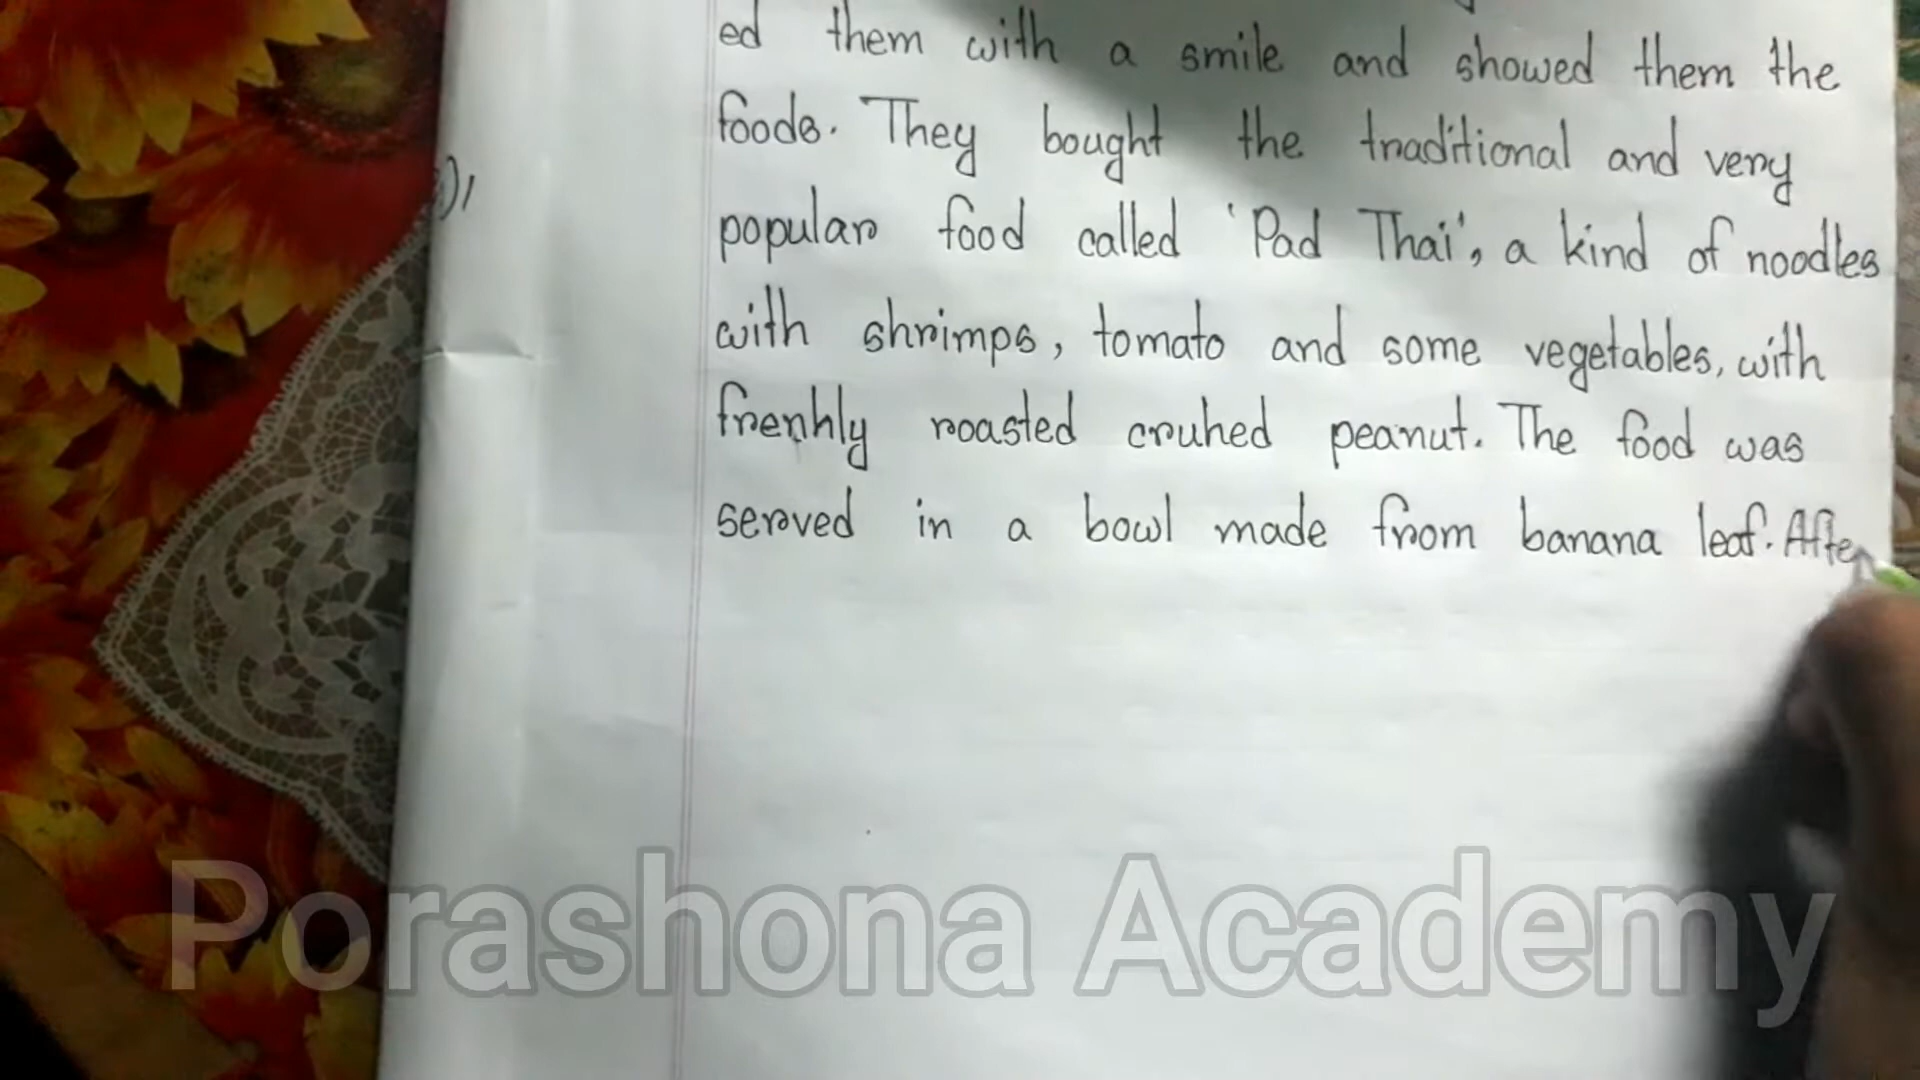 ed them with a smile and showed them the
foods. They bought the traditional and very
popular food called 'Pad Thai', a kind of noodles
with shrimps, tomato and some vegetables, with
frenhly roasted cruhed peanut. The food was
served in a bowl made from banana leaf. After
Porashona Academy